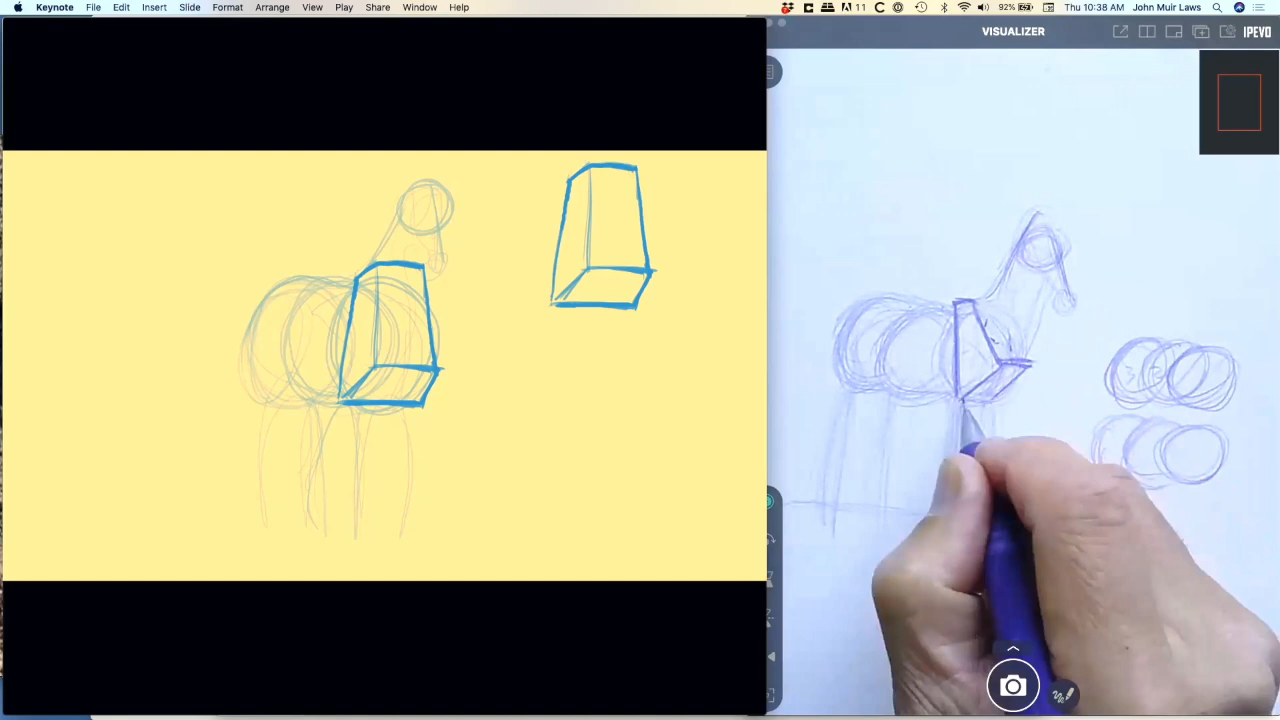 Keynote File Edit Insert Slide Format Arrange View Play Share Window Help 11 92% Thu 10:38 AM John Muir Laws
VISUALIZER
IPEVO